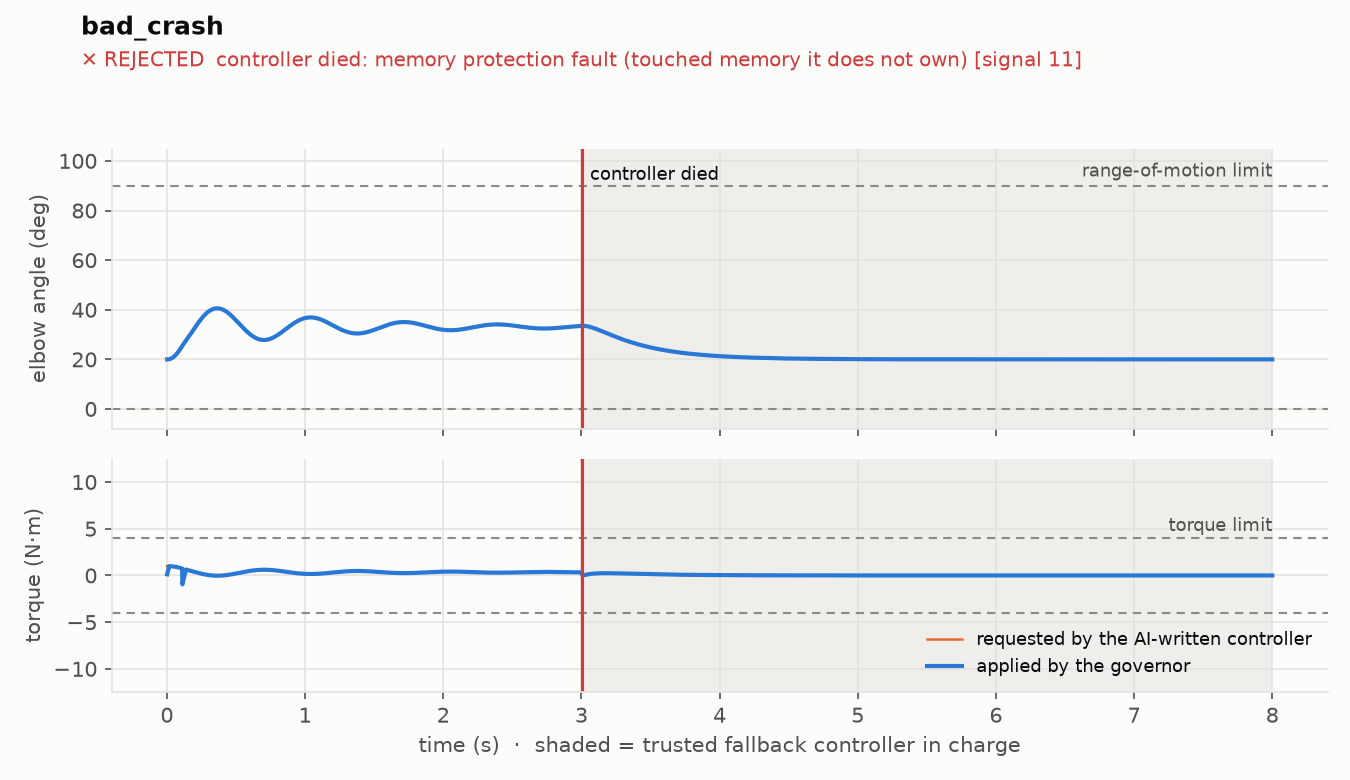 bad_crash
× REJECTED controller died: memory protection fault (touched memory it does not own) [signal 11]
100
80
60
40
20
0
elbow angle (deg)
controller died
range-of-motion limit
10
5
0
−5
−10
torque (N·m)
torque limit
requested by the AI-written controller
applied by the governor
0 1 2 3 4 5 6 7 8
time (s) · shaded = trusted fallback controller in charge